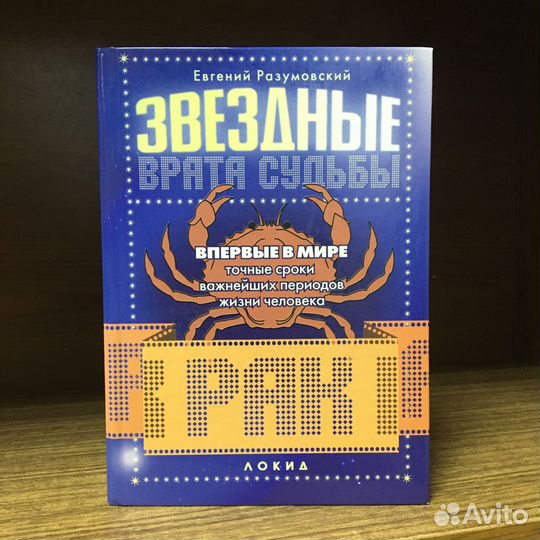 Евгений Разумовский
ЗВЕЗДНЫЕ
ВРАТА СУДЬБЫ
ВПЕРВЫЕ В МИРЕ
точные сроки
важнейших периодов
жизни человека
РАК
ЛОКИД
Avito